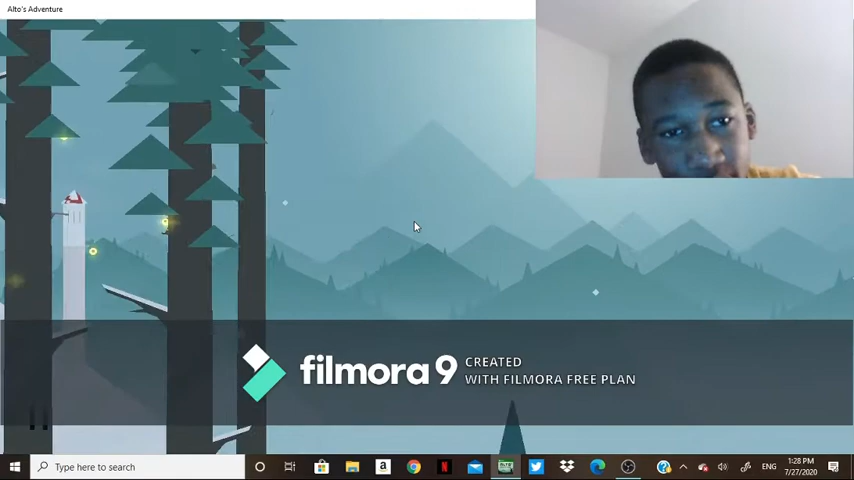 Alto's Adventure
filmora 9
CREATED
WITH FILMORA FREE PLAN
Type here to search
a
N
ENG
1:28 PM
7/27/2020